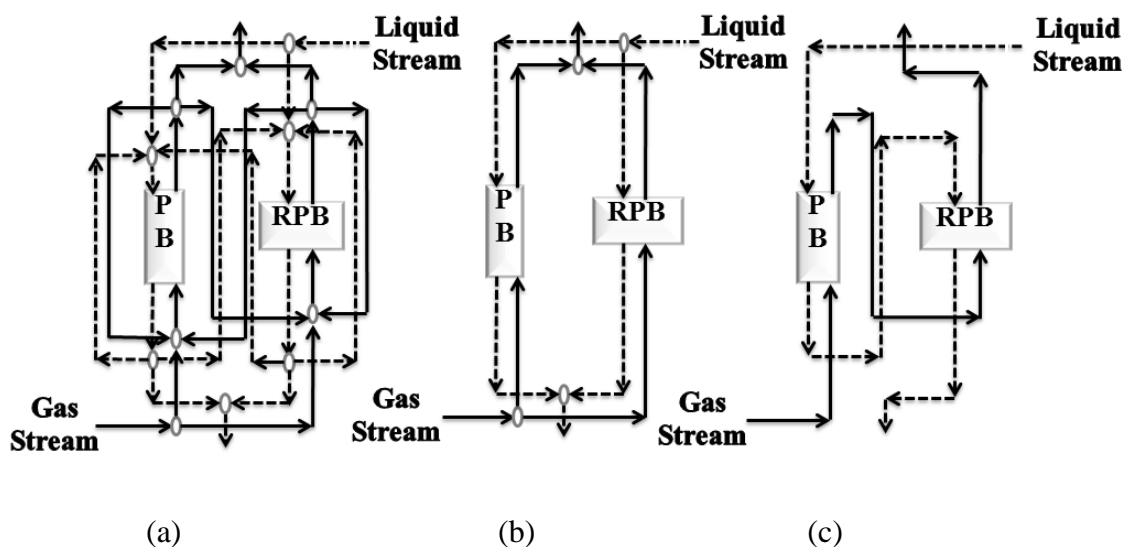 Liquid
Stream
P
B
RPB
Gas
Stream
(a)
Liquid
Stream
P
B
RPB
Gas
Stream
(b)
Liquid
Stream
P
B
RPB
Gas
Stream
(c)